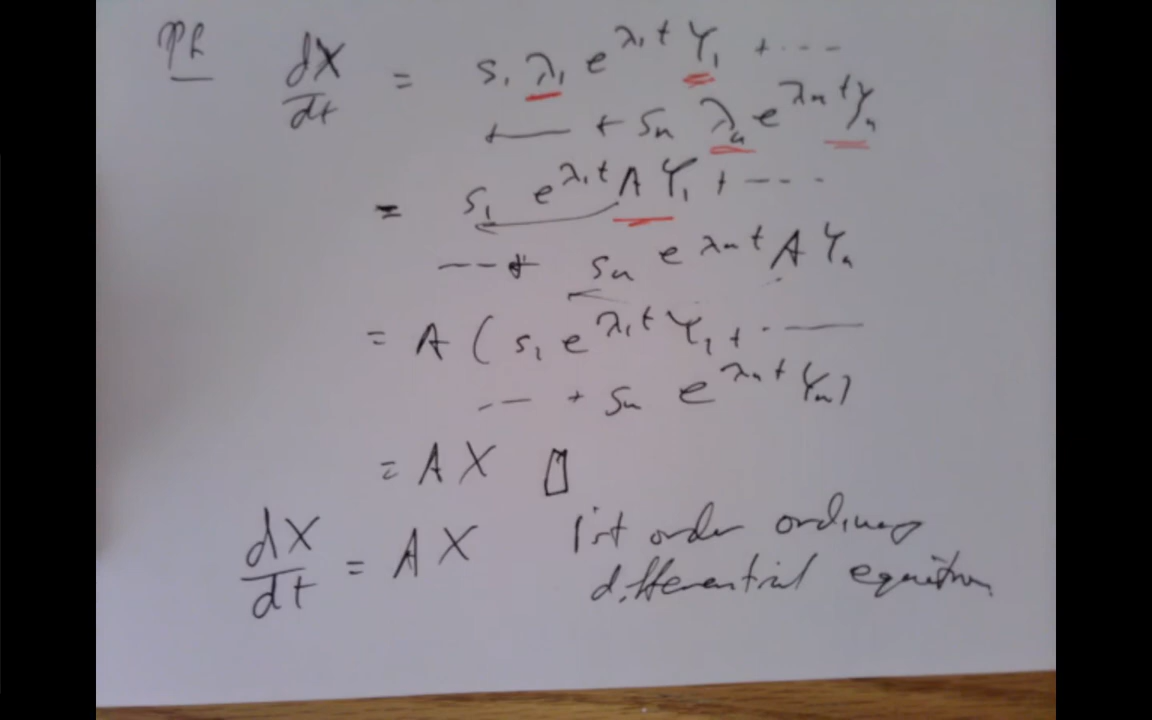 Pf dX/dt = s₁ λ₁ e^{λ₁t} Y₁ + ---
+ sₙ λₙ e^{λₙt} Yₙ
= s₁ e^{λ₁t} A Y₁ + ---
--- + sₙ e^{λₙt} A Yₙ
= A ( s₁ e^{λ₁t} Y₁ + ---
--- + sₙ e^{λₙt} Yₙ )
= A X □
dX/dt = A X 1st order ordinary
differential equation